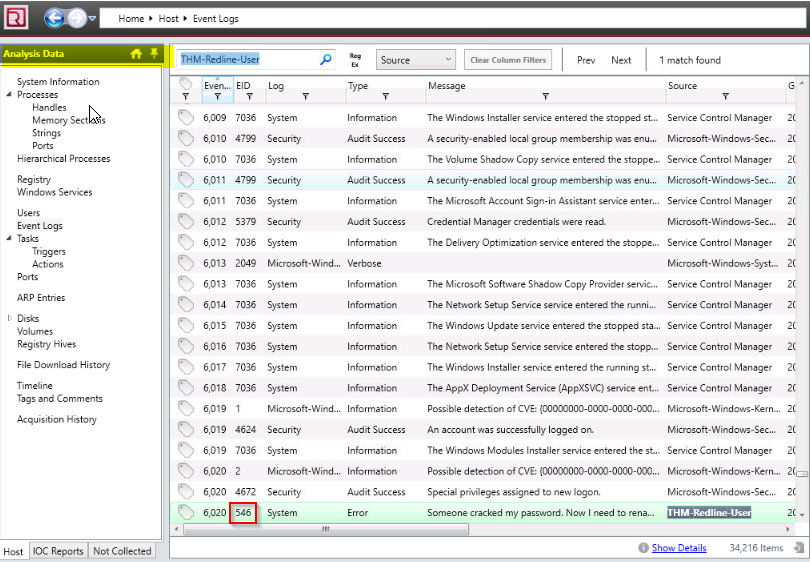 Home ▸ Host ▸ Event Logs
Analysis Data
THM-Redline-User Reg Ex Source Clear Column Filters Prev Next 1 match found
System Information
Processes
Handles
Memory Sections
Strings
Ports
Hierarchical Processes
Registry
Windows Services
Users
Event Logs
Tasks
Triggers
Actions
Ports
ARP Entries
Disks
Volumes
Registry Hives
File Download History
Timeline
Tags and Comments
Acquisition History
Host IOC Reports Not Collected
Even... EID Log Type Message Source G
6,009 7036 System Information The Windows Installer service entered the stopped st... Service Control Manager 20
6,010 4799 Security Audit Success A security-enabled local group membership was enu... Microsoft-Windows-Sec... 20
6,010 7036 System Information The Volume Shadow Copy service entered the stoppe... Service Control Manager 20
6,011 4799 Security Audit Success A security-enabled local group membership was enu... Microsoft-Windows-Sec... 20
6,011 7036 System Information The Microsoft Account Sign-in Assistant service enter... Service Control Manager 20
6,012 5379 Security Audit Success Credential Manager credentials were read. Microsoft-Windows-Sec... 20
6,012 7036 System Information The Delivery Optimization service entered the stoppe... Service Control Manager 20
6,013 2049 Microsoft-Wind... Verbose Microsoft-Windows-Syst... 20
6,013 7036 System Information The Microsoft Software Shadow Copy Provider servic... Service Control Manager 20
6,014 7036 System Information The Network Setup Service service entered the runni... Service Control Manager 20
6,015 7036 System Information The Windows Update service entered the stopped sta... Service Control Manager 20
6,016 7036 System Information The Network Setup Service service entered the stopp... Service Control Manager 20
6,017 7036 System Information The Windows Installer service entered the running st... Service Control Manager 20
6,018 7036 System Information The AppX Deployment Service (AppXSVC) service ent... Service Control Manager 20
6,019 1 Microsoft-Wind... Information Possible detection of CVE: {00000000-0000-0000-000... Microsoft-Windows-Kern... 20
6,019 4624 Security Audit Success An account was successfully logged on. Microsoft-Windows-Sec... 20
6,019 7036 System Information The Windows Modules Installer service entered the st... Service Control Manager 20
6,020 2 Microsoft-Wind... Information Possible detection of CVE: {00000000-0000-0000-000... Microsoft-Windows-Kern... 20
6,020 4672 Security Audit Success Special privileges assigned to new logon. Microsoft-Windows-Sec... 20
6,020 546 System Error Someone cracked my password. Now I need to rena... THM-Redline-User 20
Show Details 34,216 Items